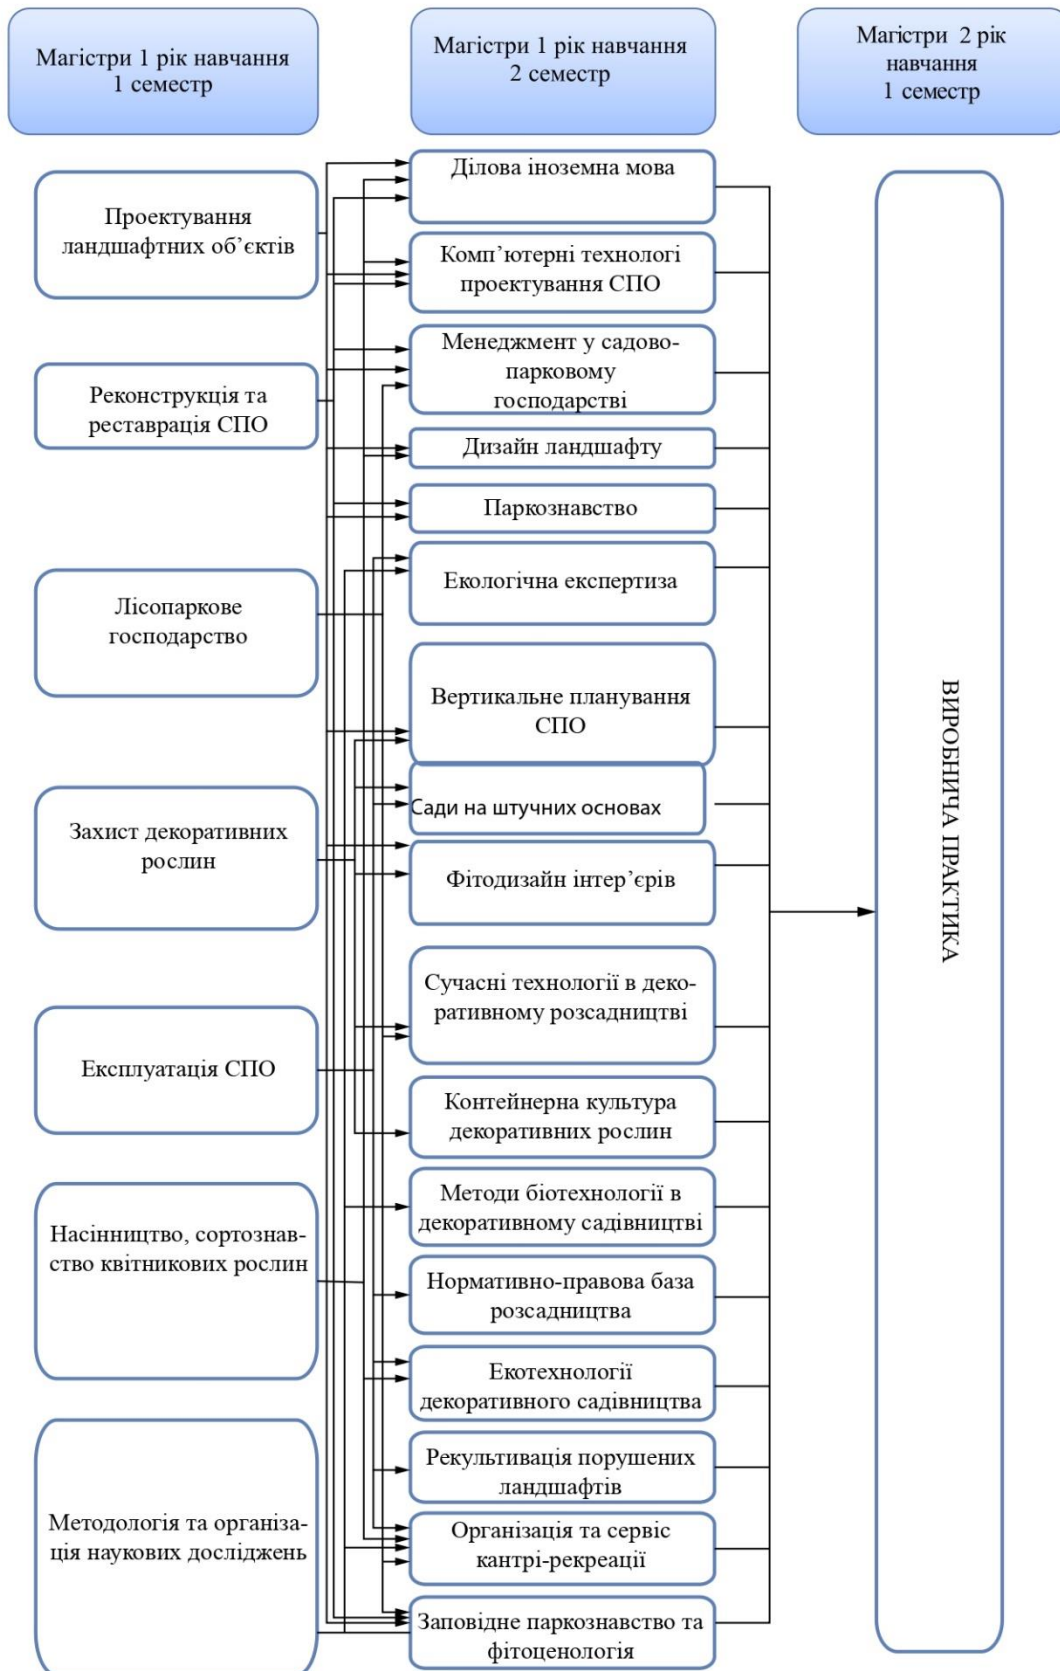 Магістри 1 рік навчання
1 семестр
Магістри 1 рік навчання
2 семестр
Магістри 2 рік
навчання
1 семестр
Проектування
ландшафтних об’єктів
Реконструкція та
реставрація СПО
Лісопаркове
господарство
Захист декоративних
рослин
Експлуатація СПО
Насінництво, сортознав-
ство квітникових рослин
Методологія та організа-
ція наукових досліджень
Ділова іноземна мова
Комп’ютерні технологі
проектування СПО
Менеджмент у садово-
парковому
господарстві
Дизайн ландшафту
Паркознавство
Екологічна експертиза
Вертикальне планування
СПО
Сади на штучних основах
Фітодизайн інтер’єрів
Сучасні технології в деко-
ративному розсадництві
Контейнерна культура
декоративних рослин
Методи біотехнології в
декоративному садівництві
Нормативно-правова база
розсадництва
Екотехнології
декоративного садівництва
Рекультивація порушених
ландшафтів
Організація та сервіс
кантрі-рекреації
Заповідне паркознавство та
фітоценологія
ВИРОБНИЧА ПРАКТИКА